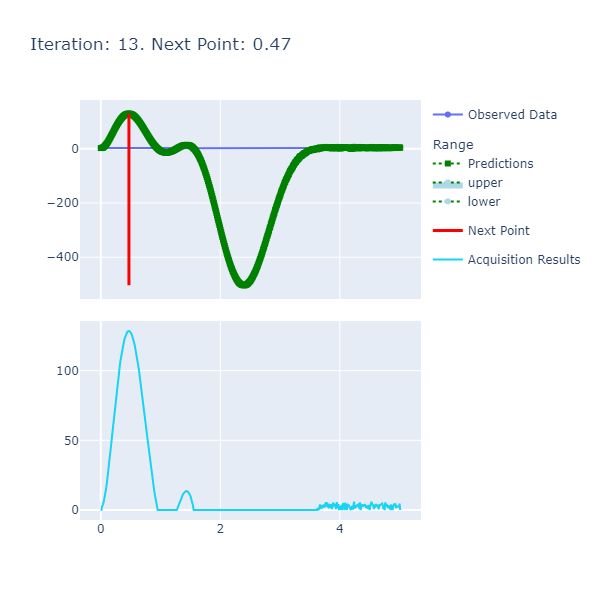 Iteration: 13. Next Point: 0.47
0
−200
−400
Observed Data
Range
Predictions
upper
lower
Next Point
Acquisition Results
100
50
0
0
2
4